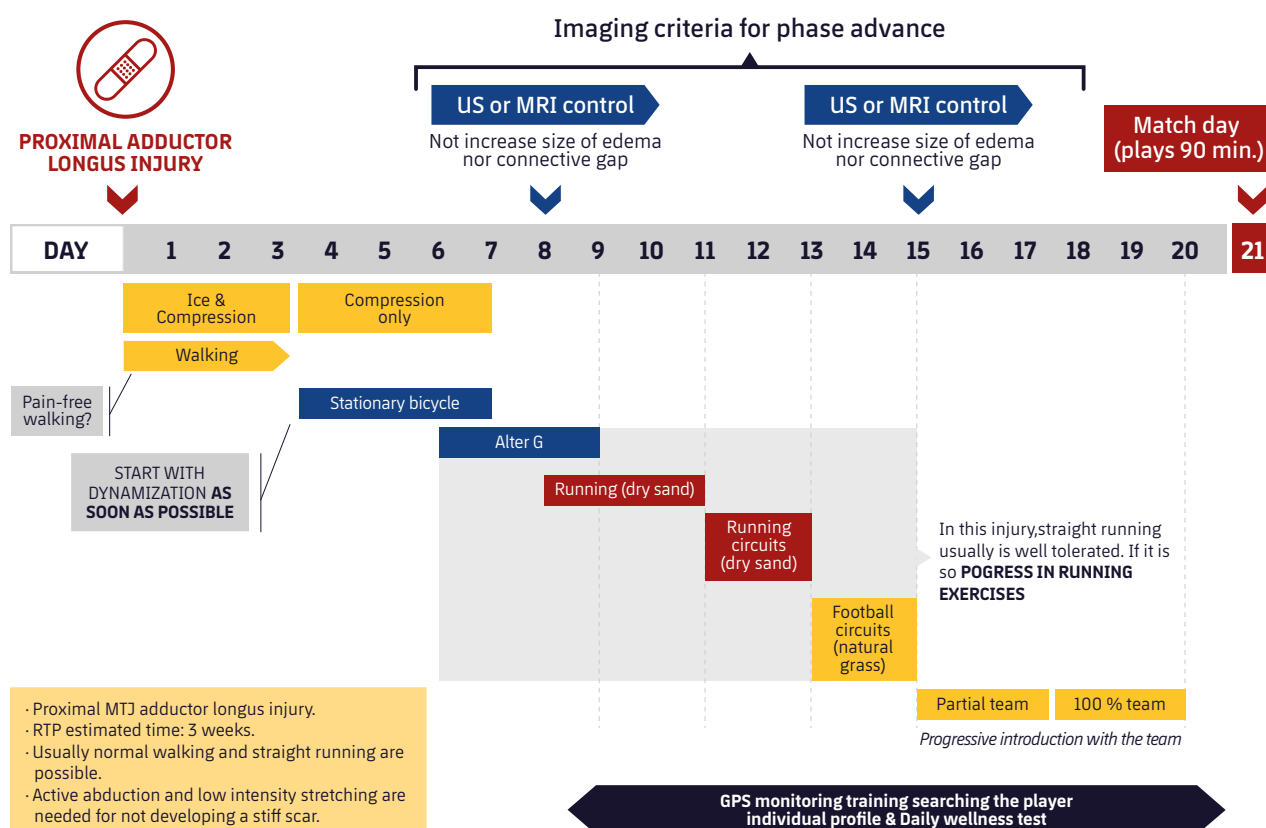 Imaging criteria for phase advance
PROXIMAL ADDUCTOR
LONGUS INJURY
US or MRI control
Not increase size of edema
nor connective gap
US or MRI control
Not increase size of edema
nor connective gap
Match day
(plays 90 min.)
DAY 1 2 3 4 5 6 7 8 9 10 11 12 13 14 15 16 17 18 19 20 21
Ice &
Compression
Compression
only
Walking
Pain-free
walking?
Stationary bicycle
Alter G
START WITH
DYNAMIZATION AS
SOON AS POSSIBLE
Running (dry sand)
Running
circuits
(dry sand)
In this injury,straight running
usually is well tolerated. If it is
so POGRESS IN RUNNING
EXERCISES
Football
circuits
(natural
grass)
Partial team
100 % team
Progressive introduction with the team
· Proximal MTJ adductor longus injury.
· RTP estimated time: 3 weeks.
· Usually normal walking and straight running are
possible.
· Active abduction and low intensity stretching are
needed for not developing a stiff scar.
GPS monitoring training searching the player
individual profile & Daily wellness test